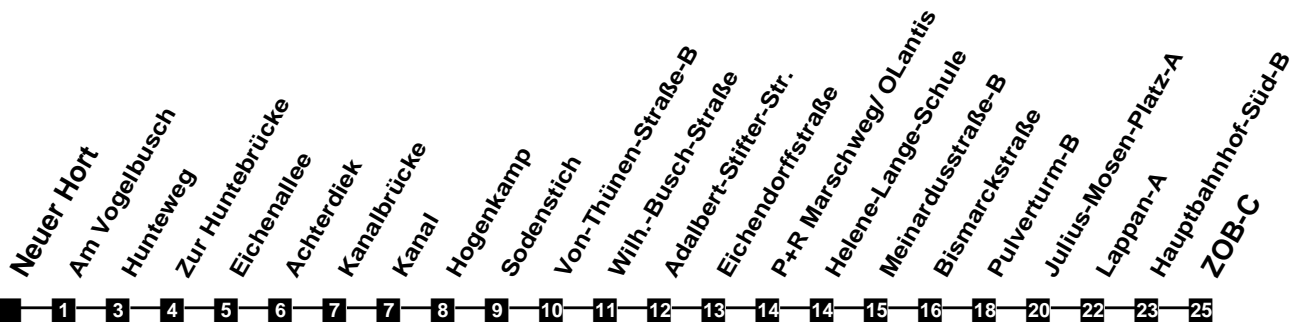 Neuer Hort
Am Vogelbusch
Hunteweg
Zur Huntebrücke
Eichenallee
Achterdiek
Kanalbrücke
Kanal
Hogenkamp
Sodenstich
Von-Thünen-Straße-B
Wilh.-Busch-Straße
Adalbert-Stifter-Str.
Eichendorffstraße
P+R Marschweg/ OLantis
Helene-Lange-Schule
Meinardusstraße-B
Bismarckstraße
Pulverturm-B
Julius-Mosen-Platz-A
Lappan-A
Hauptbahnhof-Süd-B
ZOB-C
1 3 4 5 6 7 7 8 9 10 11 12 13 14 14 15 16 18 20 22 23 25